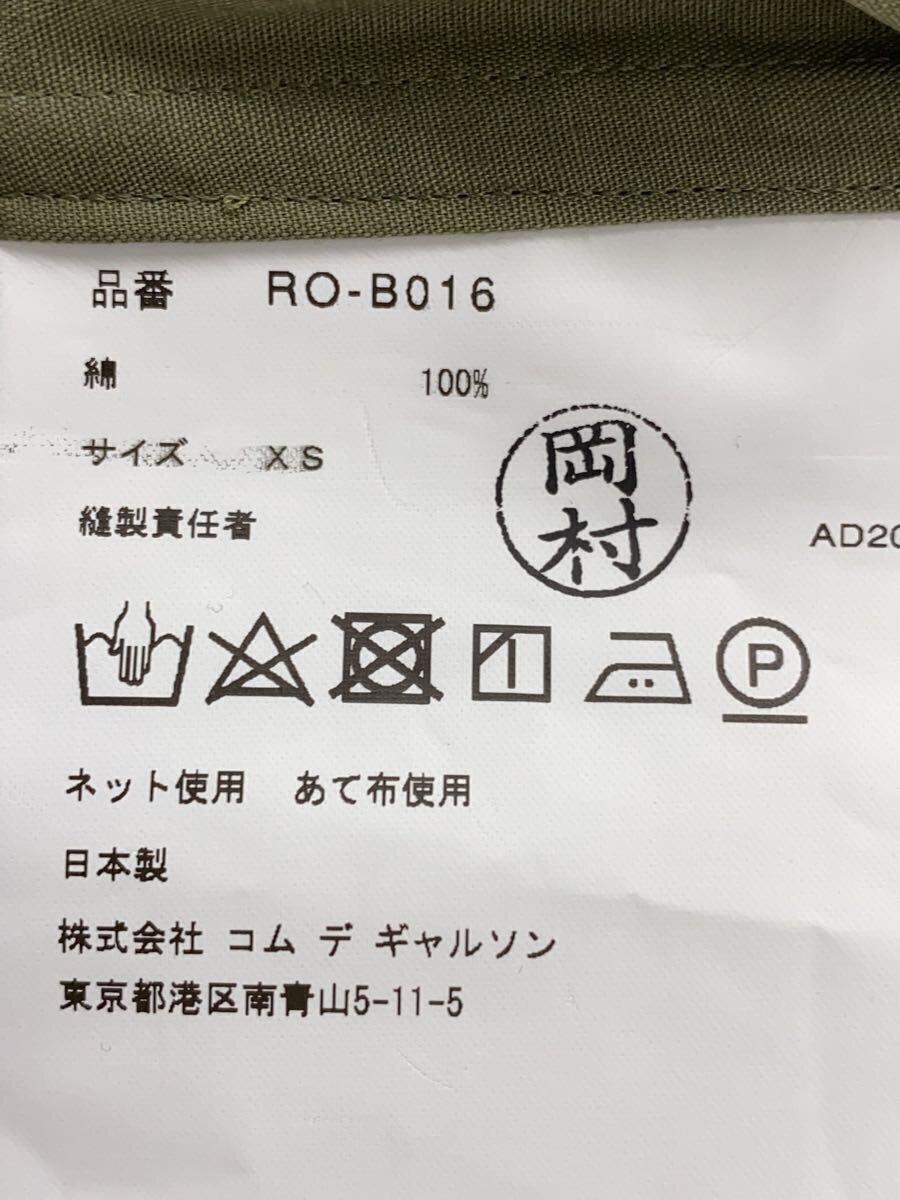 品番 RO-B016
綿 100%
サイズ XS
縫製責任者 岡村
AD20
P
ネット使用 あて布使用
日本製
株式会社 コム デ ギャルソン
東京都港区南青山5-11-5